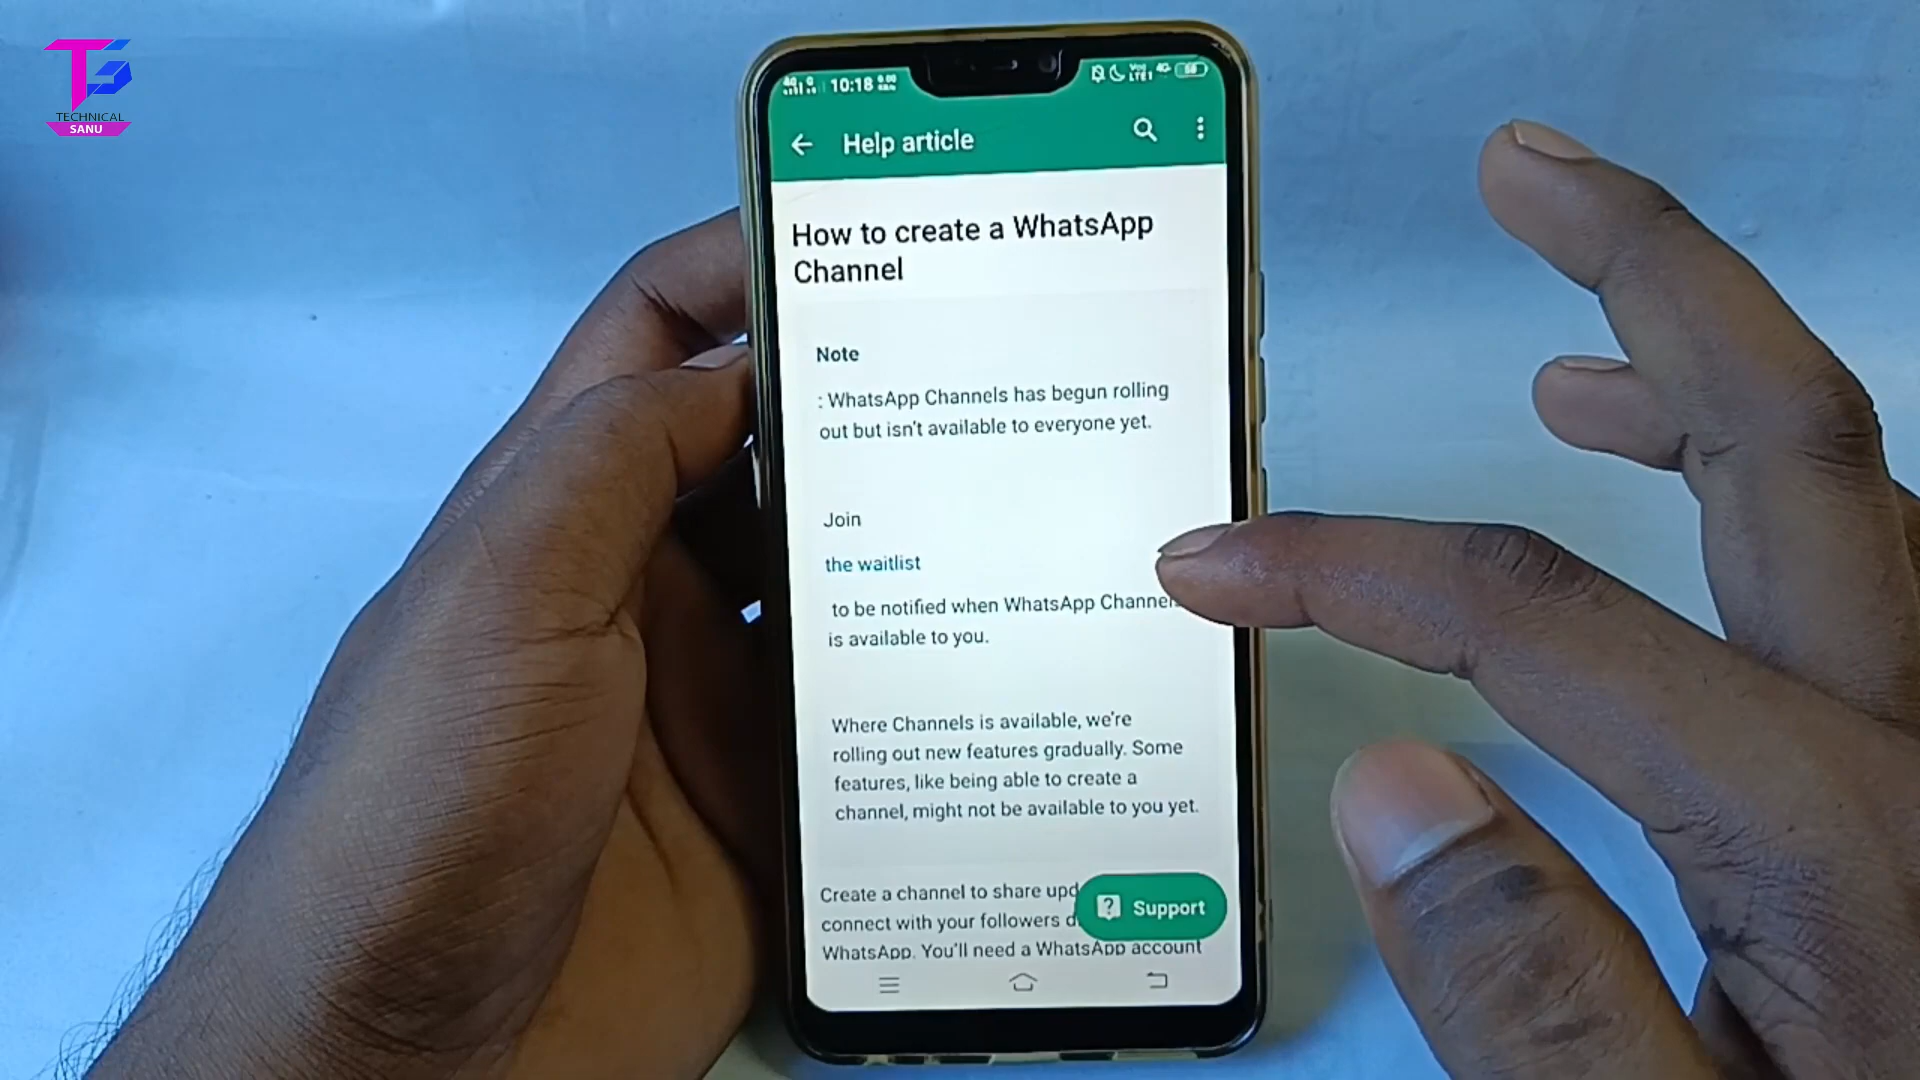 TS
TECHNICAL
SANU
10:18
Help article
How to create a WhatsApp
Channel
Note
: WhatsApp Channels has begun rolling
out but isn't available to everyone yet.
Join
the waitlist
to be notified when WhatsApp Channels
is available to you.
Where Channels is available, we're
rolling out new features gradually. Some
features, like being able to create a
channel, might not be available to you yet.
Create a channel to share upd
connect with your followers d
WhatsApp. You'll need a WhatsApp account
Support